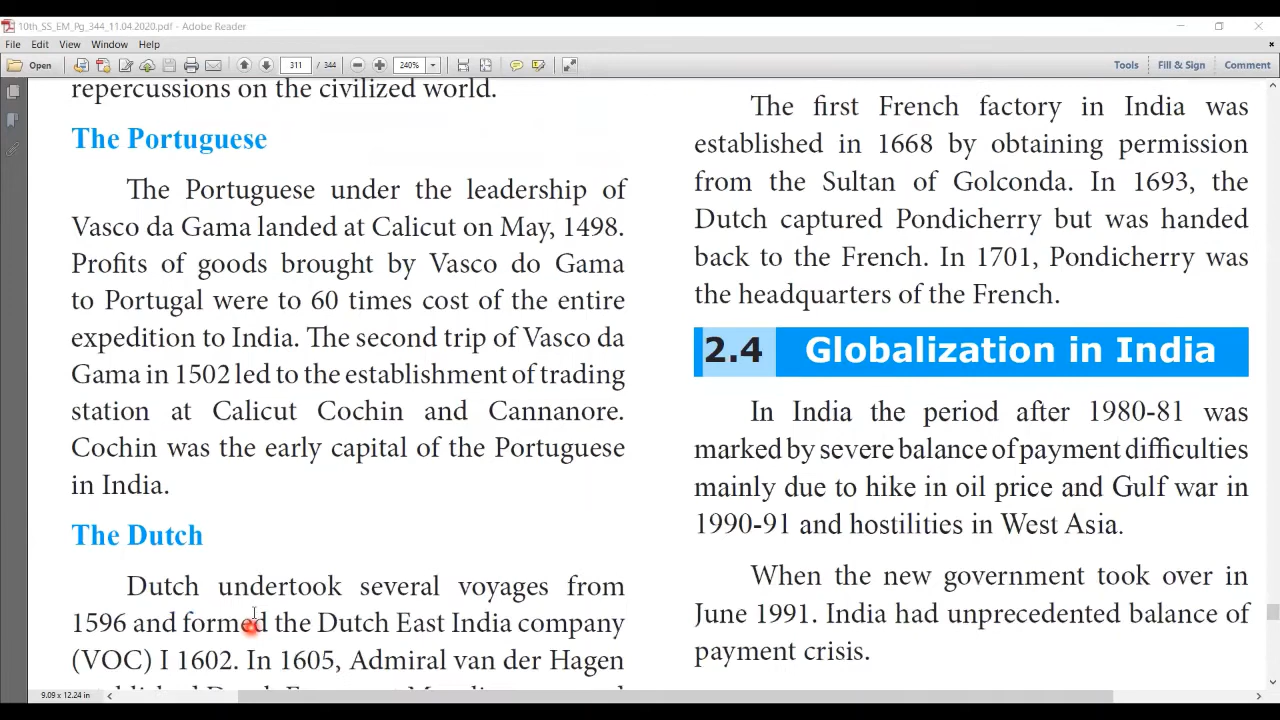 10th_SS_EM_Pg_344_11.04.2020.pdf - Adobe Reader
File Edit View Window Help
Open 311 / 344 240% Tools Fill & Sign Comment
repercussions on the civilized world.
The Portuguese
The Portuguese under the leadership of
Vasco da Gama landed at Calicut on May, 1498.
Profits of goods brought by Vasco do Gama
to Portugal were to 60 times cost of the entire
expedition to India. The second trip of Vasco da
Gama in 1502 led to the establishment of trading
station at Calicut Cochin and Cannanore.
Cochin was the early capital of the Portuguese
in India.
The Dutch
Dutch undertook several voyages from
1596 and formed the Dutch East India company
(VOC) I 1602. In 1605, Admiral van der Hagen
The first French factory in India was
established in 1668 by obtaining permission
from the Sultan of Golconda. In 1693, the
Dutch captured Pondicherry but was handed
back to the French. In 1701, Pondicherry was
the headquarters of the French.
2.4 Globalization in India
In India the period after 1980-81 was
marked by severe balance of payment difficulties
mainly due to hike in oil price and Gulf war in
1990-91 and hostilities in West Asia.
When the new government took over in
June 1991. India had unprecedented balance of
payment crisis.
9.09 x 12.24 in